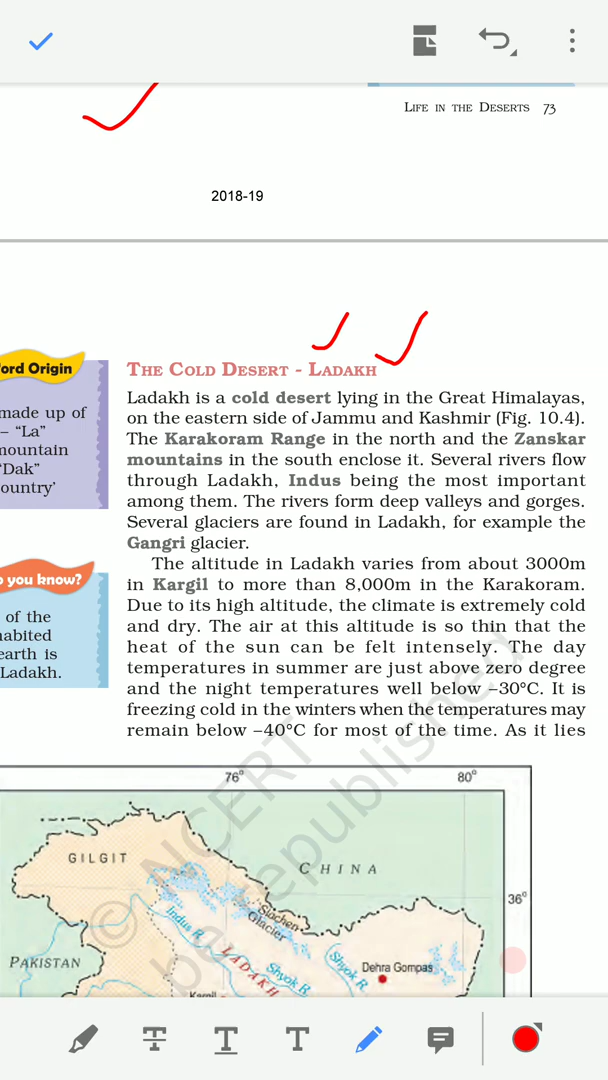 LIFE IN THE DESERTS 73
2018-19
ord Origin
made up of
– “La”
mountain
“Dak”
ountry’
THE COLD DESERT - LADAKH
Ladakh is a cold desert lying in the Great Himalayas,
on the eastern side of Jammu and Kashmir (Fig. 10.4).
The Karakoram Range in the north and the Zanskar
mountains in the south enclose it. Several rivers flow
through Ladakh, Indus being the most important
among them. The rivers form deep valleys and gorges.
Several glaciers are found in Ladakh, for example the
Gangri glacier.
o you know?
of the
habited
earth is
Ladakh.
The altitude in Ladakh varies from about 3000m
in Kargil to more than 8,000m in the Karakoram.
Due to its high altitude, the climate is extremely cold
and dry. The air at this altitude is so thin that the
heat of the sun can be felt intensely. The day
temperatures in summer are just above zero degree
and the night temperatures well below –30°C. It is
freezing cold in the winters when the temperatures may
remain below –40°C for most of the time. As it lies
76°
80°
GILGIT
CHINA
36°
Siachen
Glacier
Indus R.
PAKISTAN
LADAKH
Shyok R.
Shyok R.
Dehra Gompas
© NCERT
be republished
T
T
T